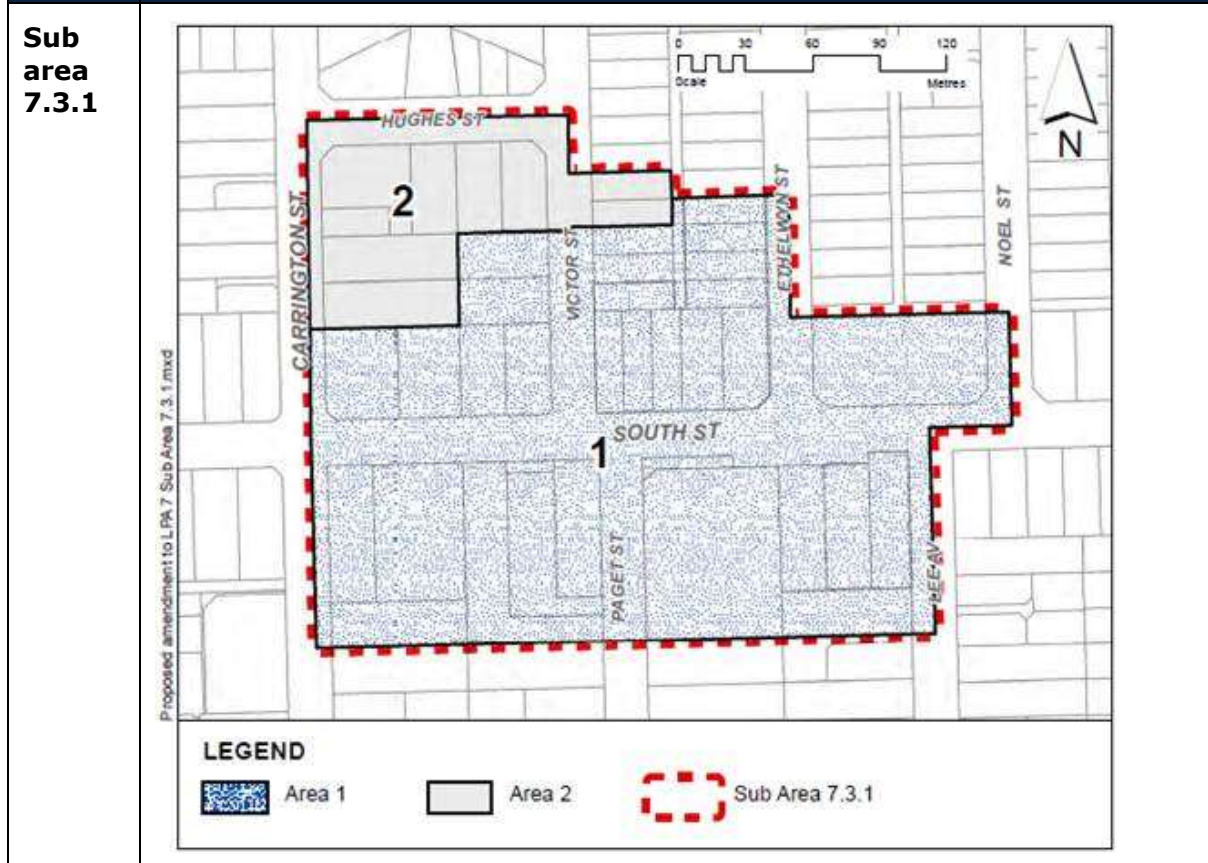 Sub
area
7.3.1
0 30 60 90 120
Scale
Metres
N
HUGHES ST
2
CARRINGTON ST
VICTOR ST
ETHELWYN ST
NOEL ST
SOUTH ST
1
PAGET ST
LEE AV
Proposed amendment to LPA 7 Sub Area 7.3.1.mxd
LEGEND
Area 1
Area 2
Sub Area 7.3.1